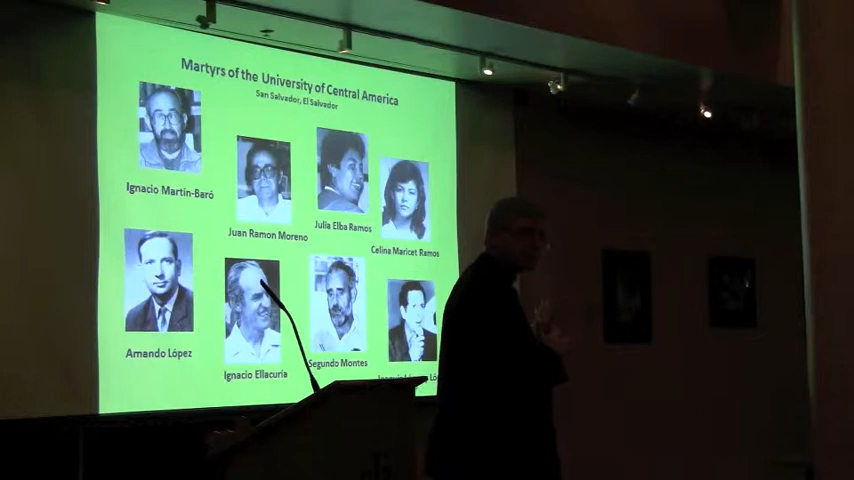 Martyrs of the University of Central America
San Salvador, El Salvador
Ignacio Martín-Baró
Juan Ramon Moreno
Julia Elba Ramos
Celina Maricet Ramos
Amando López
Ignacio Ellacuría
Segundo Montes